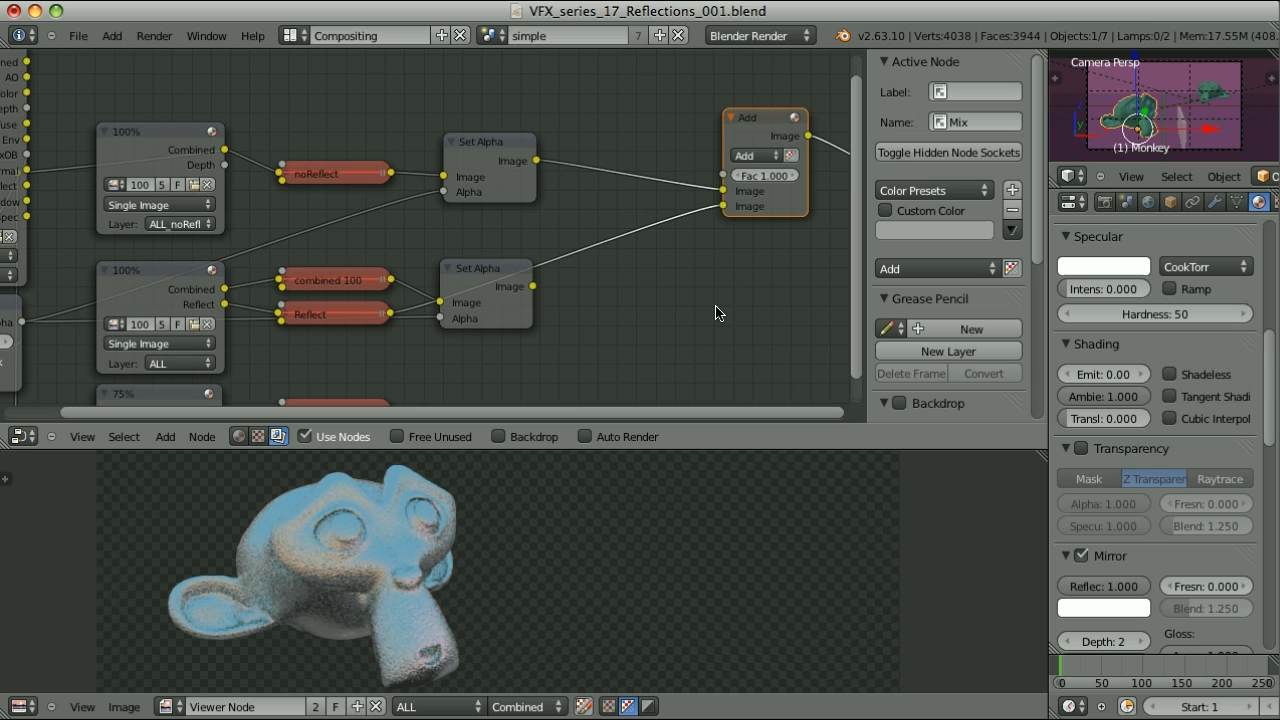 VFX_series_17_Reflections_001.blend
File Add Render Window Help Compositing simple 7 Blender Render v2.63.10 | Verts:4038 | Faces:3944 | Objects:1/7 | Lamps:0/2 | Mem:17.55M (408.
AO
100%
Combined
Depth
100 5 F
Single Image
Layer: ALL_noRefl
noReflect
Set Alpha
Image
Image
Alpha
Add
Image
Add
Fac 1.000
Image
Image
100%
Combined
Reflect
100 5 F
Single Image
Layer: ALL
combined 100
Reflect
Set Alpha
Image
Image
Alpha
75%
Active Node
Label:
Name: Mix
Toggle Hidden Node Sockets
Color Presets
Custom Color
Add
Grease Pencil
New
New Layer
Delete Frame Convert
Backdrop
View Select Add Node Use Nodes Free Unused Backdrop Auto Render
Camera Persp
(1) Monkey
View Select Object
Specular
CookTorr
Intens: 0.000 Ramp
Hardness: 50
Shading
Emit: 0.00 Shadeless
Ambie: 1.000 Tangent Shadi
Transl: 0.000 Cubic Interpol
Transparency
Mask Z Transparen Raytrace
Alpha: 1.000 Fresn: 0.000
Specu: 1.000 Blend: 1.250
Mirror
Reflec: 1.000 Fresn: 0.000
Blend: 1.250
Depth: 2 Gloss:
0 50 100 150 200 250
Start: 1
View Image Viewer Node 2 F ALL Combined